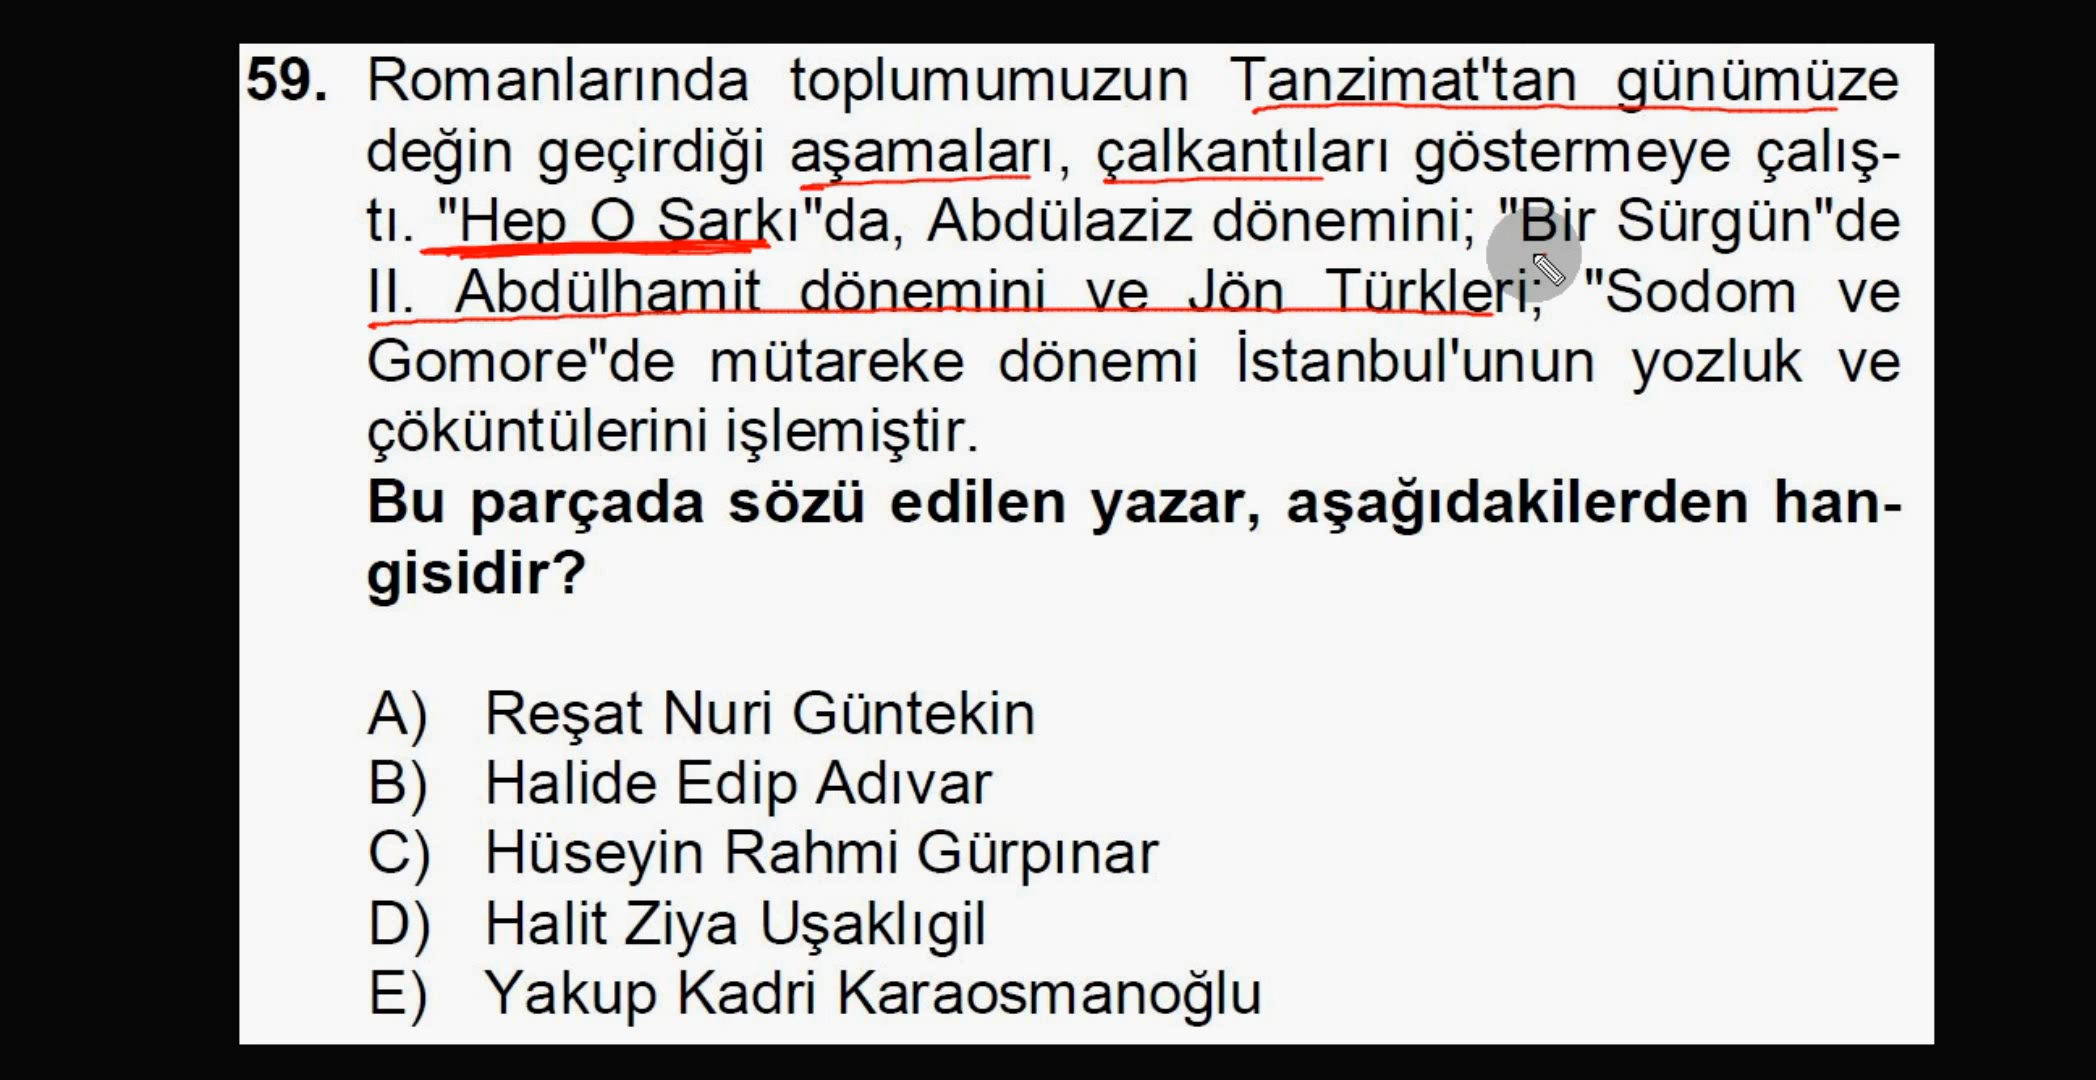 59. Romanlarında toplumumuzun Tanzimat'tan günümüze
değin geçirdiği aşamaları, çalkantıları göstermeye çalış-
tı. "Hep O Sarkı"da, Abdülaziz dönemini; "Bir Sürgün"de
II. Abdülhamit dönemini ve Jön Türkleri; "Sodom ve
Gomore"de mütareke dönemi İstanbul'unun yozluk ve
çöküntülerini işlemiştir.
Bu parçada sözü edilen yazar, aşağıdakilerden han-
gisidir?
A) Reşat Nuri Güntekin
B) Halide Edip Adıvar
C) Hüseyin Rahmi Gürpınar
D) Halit Ziya Uşaklıgil
E) Yakup Kadri Karaosmanoğlu